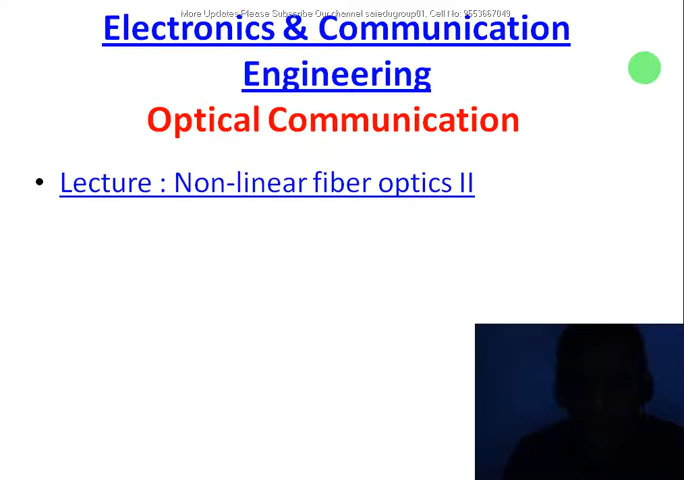 More Updates Please Subscribe Our channel saiedugroup01. Cell No: 9553667049
Electronics & Communication
Engineering
Optical Communication
• Lecture : Non-linear fiber optics II